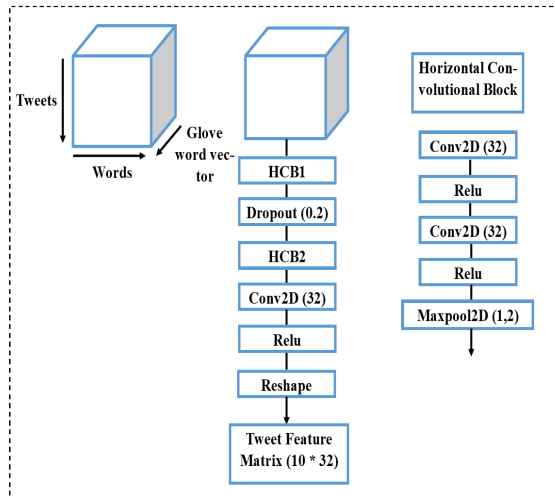 Tweets
Words
Glove
word vec-
tor
HCB1
Dropout (0.2)
HCB2
Conv2D (32)
Relu
Reshape
Tweet Feature
Matrix (10 * 32)
Horizontal Con-
volutional Block
Conv2D (32)
Relu
Conv2D (32)
Relu
Maxpool2D (1,2)